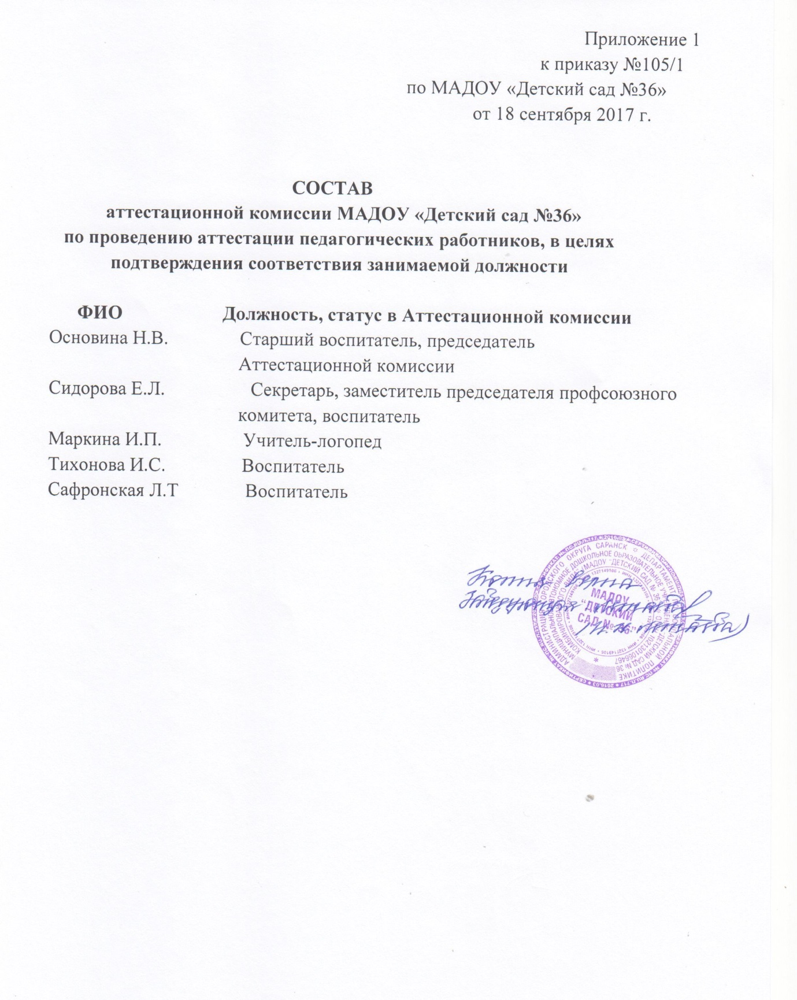 Приложение 1
к приказу №105/1
по МАДОУ «Детский сад №36»
от 18 сентября 2017 г.
СОСТАВ
аттестационной комиссии МАДОУ «Детский сад №36»
по проведению аттестации педагогических работников, в целях
подтверждения соответствия занимаемой должности
ФИО Должность, статус в Аттестационной комиссии
Основина Н.В. Старший воспитатель, председатель
Аттестационной комиссии
Сидорова Е.Л. Секретарь, заместитель председателя профсоюзного
комитета, воспитатель
Маркина И.П. Учитель-логопед
Тихонова И.С. Воспитатель
Сафронская Л.Т Воспитатель
Копия верна
МАДОУ
"ДЕТСКИЙ
САД № 36"